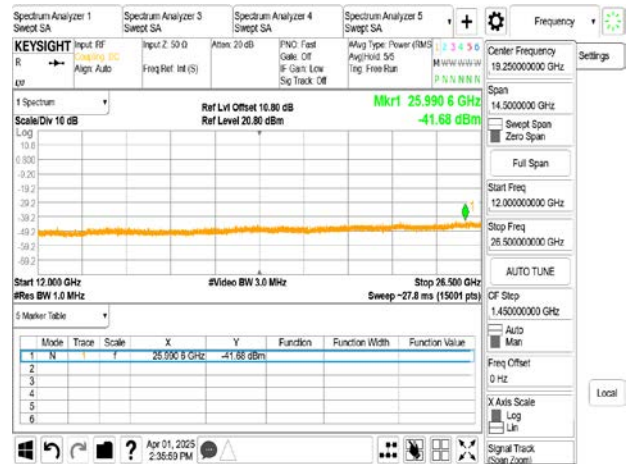 Spectrum Analyzer 1
Swept SA
Spectrum Analyzer 3
Swept SA
Spectrum Analyzer 4
Swept SA
Spectrum Analyzer 5
Swept SA
+
Frequency
KEYSIGHT
R
Input: RF
Coupling: DC
Align: Auto
Input Z: 50 Ω
Freq Ref: Int (S)
Atten: 20 dB
PNO: Fast
Gate: Off
IF Gain: Low
Sig Track: Off
#Avg Type: Power (RMS
Avg|Hold: 5/5
Trig: Free Run
1 2 3 4 5 6
M W W W W W
P N N N N N
Center Frequency
19.250000000 GHz
Settings
Span
14.5000000 GHz
Swept Span
Zero Span
Full Span
Start Freq
12.000000000 GHz
Stop Freq
26.500000000 GHz
AUTO TUNE
CF Step
1.450000000 GHz
Auto
Man
Freq Offset
0 Hz
X Axis Scale
Log
Lin
Signal Track
(Span Zoom)
Local
1 Spectrum
Scale/Div 10 dB
Ref Lvl Offset 10.80 dB
Ref Level 20.80 dBm
Mkr1 25.990 6 GHz
-41.68 dBm
Log
10.8
0.800
-9.20
-19.2
-29.2
-39.2
-49.2
-59.2
-69.2
1
Start 12.000 GHz
#Video BW 3.0 MHz
Stop 26.500 GHz
#Res BW 1.0 MHz
Sweep ~27.8 ms (15001 pts)
5 Marker Table
Mode Trace Scale X Y Function Function Width Function Value
1 N 1 f 25.990 6 GHz -41.68 dBm
2
3
4
5
6
?
Apr 01, 2025
2:35:59 PM